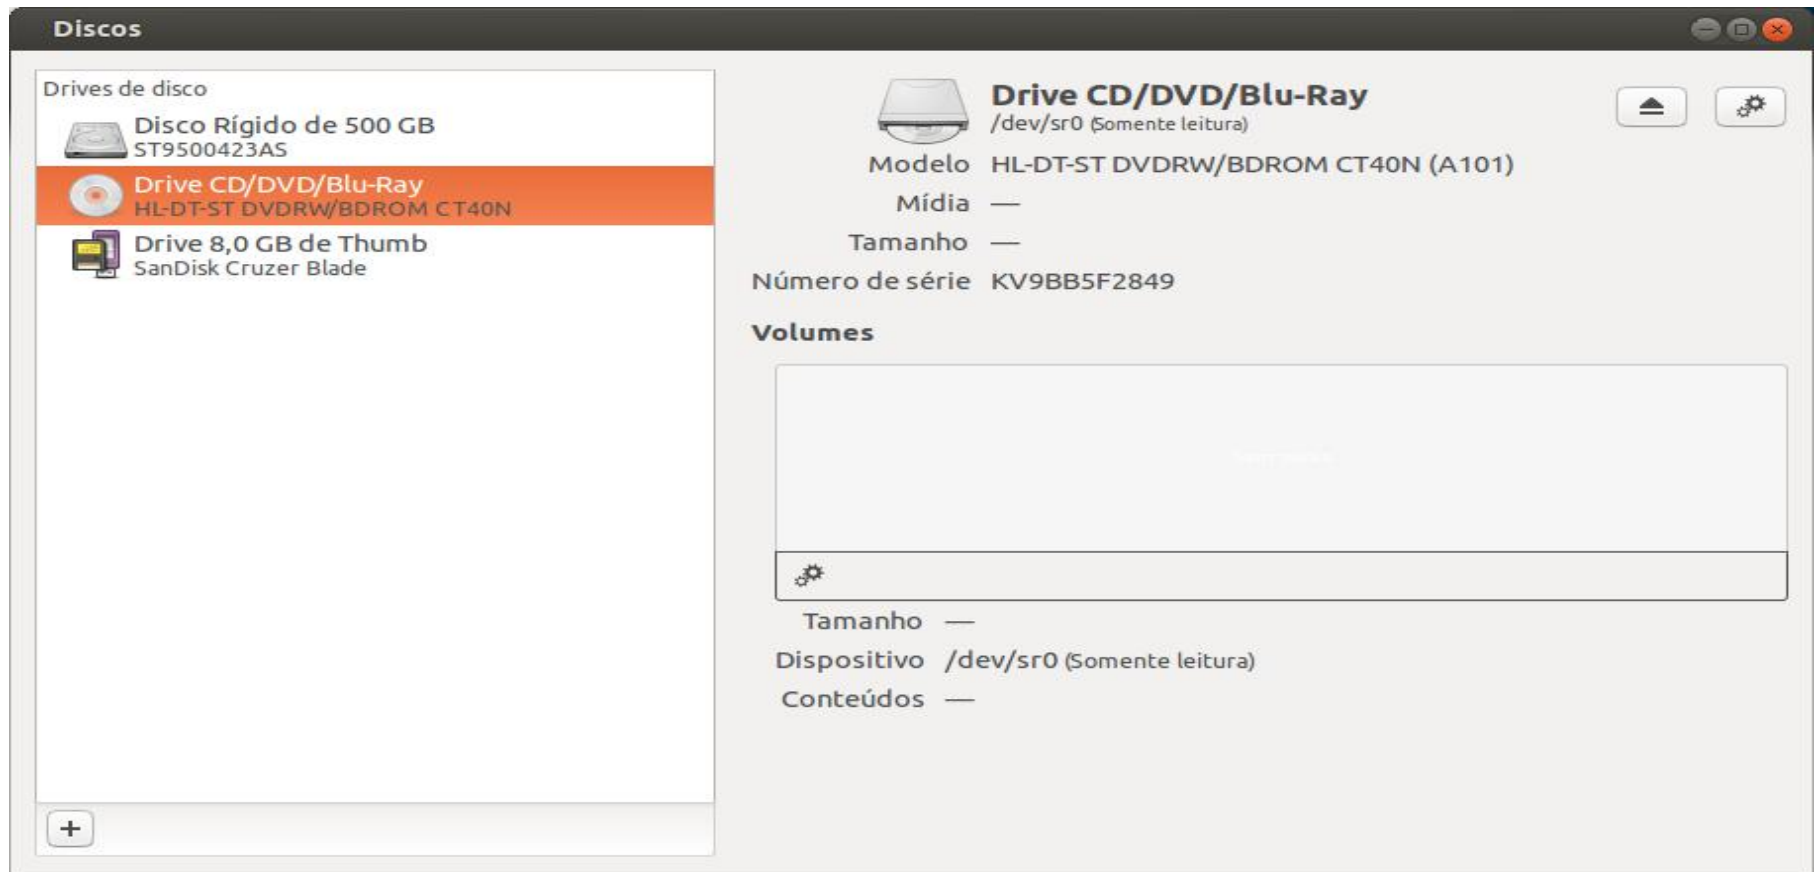 Discos
Drives de disco
Disco Rígido de 500 GB
ST9500423AS
Drive CD/DVD/Blu-Ray
HL-DT-ST DVDRW/BDROM CT40N
Drive 8,0 GB de Thumb
SanDisk Cruzer Blade
Drive CD/DVD/Blu-Ray
/dev/sr0 (Somente leitura)
Modelo HL-DT-ST DVDRW/BDROM CT40N (A101)
Mídia —
Tamanho —
Número de série KV9BB5F2849
Volumes
Tamanho —
Dispositivo /dev/sr0 (Somente leitura)
Conteúdos —